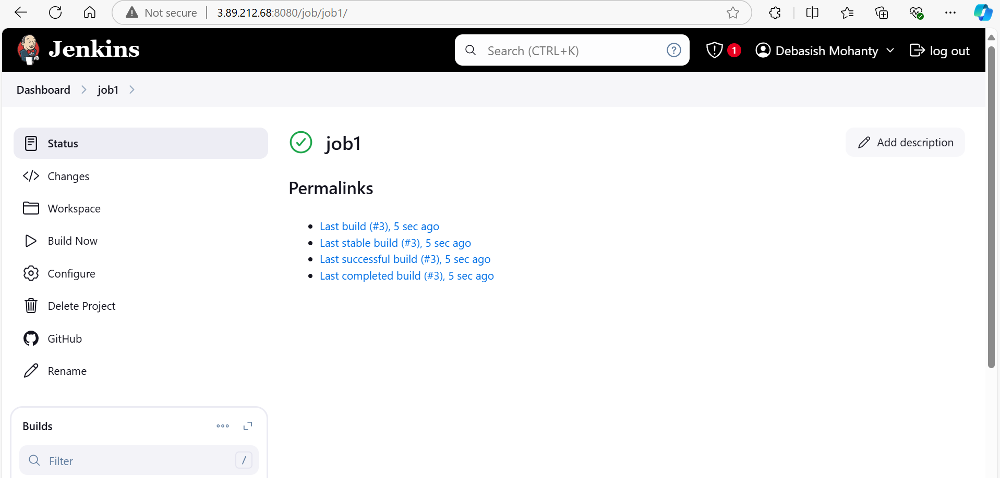 Not secure 3.89.212.68:8080/job/job1/
Jenkins
Search (CTRL+K)
1
Debasish Mohanty
log out
Dashboard
job1
Status
Changes
Workspace
Build Now
Configure
Delete Project
GitHub
Rename
Builds
Filter /
job1
Add description
Permalinks
Last build (#3), 5 sec ago
Last stable build (#3), 5 sec ago
Last successful build (#3), 5 sec ago
Last completed build (#3), 5 sec ago